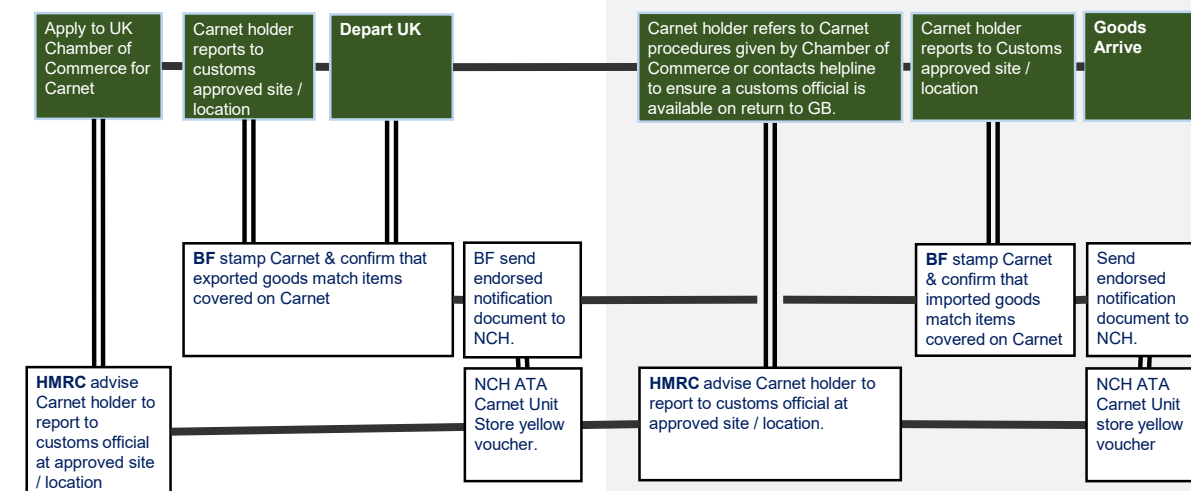 Apply to UK
Chamber of
Commerce for
Carnet
Carnet holder
reports to
customs
approved site /
location
Depart UK
Carnet holder refers to Carnet
procedures given by Chamber of
Commerce or contacts helpline
to ensure a customs official is
available on return to GB.
Carnet holder
reports to Customs
approved site /
location
Goods
Arrive
BF stamp Carnet & confirm that
exported goods match items
covered on Carnet
BF send
endorsed
notification
document to
NCH.
BF stamp Carnet
& confirm that
imported goods
match items
covered on Carnet
Send
endorsed
notification
document to
NCH.
HMRC advise
Carnet holder to
report to
customs official
at approved site
/ location
NCH ATA
Carnet Unit
Store yellow
voucher.
HMRC advise Carnet holder to
report to customs official at
approved site / location.
NCH ATA
Carnet Unit
store yellow
voucher